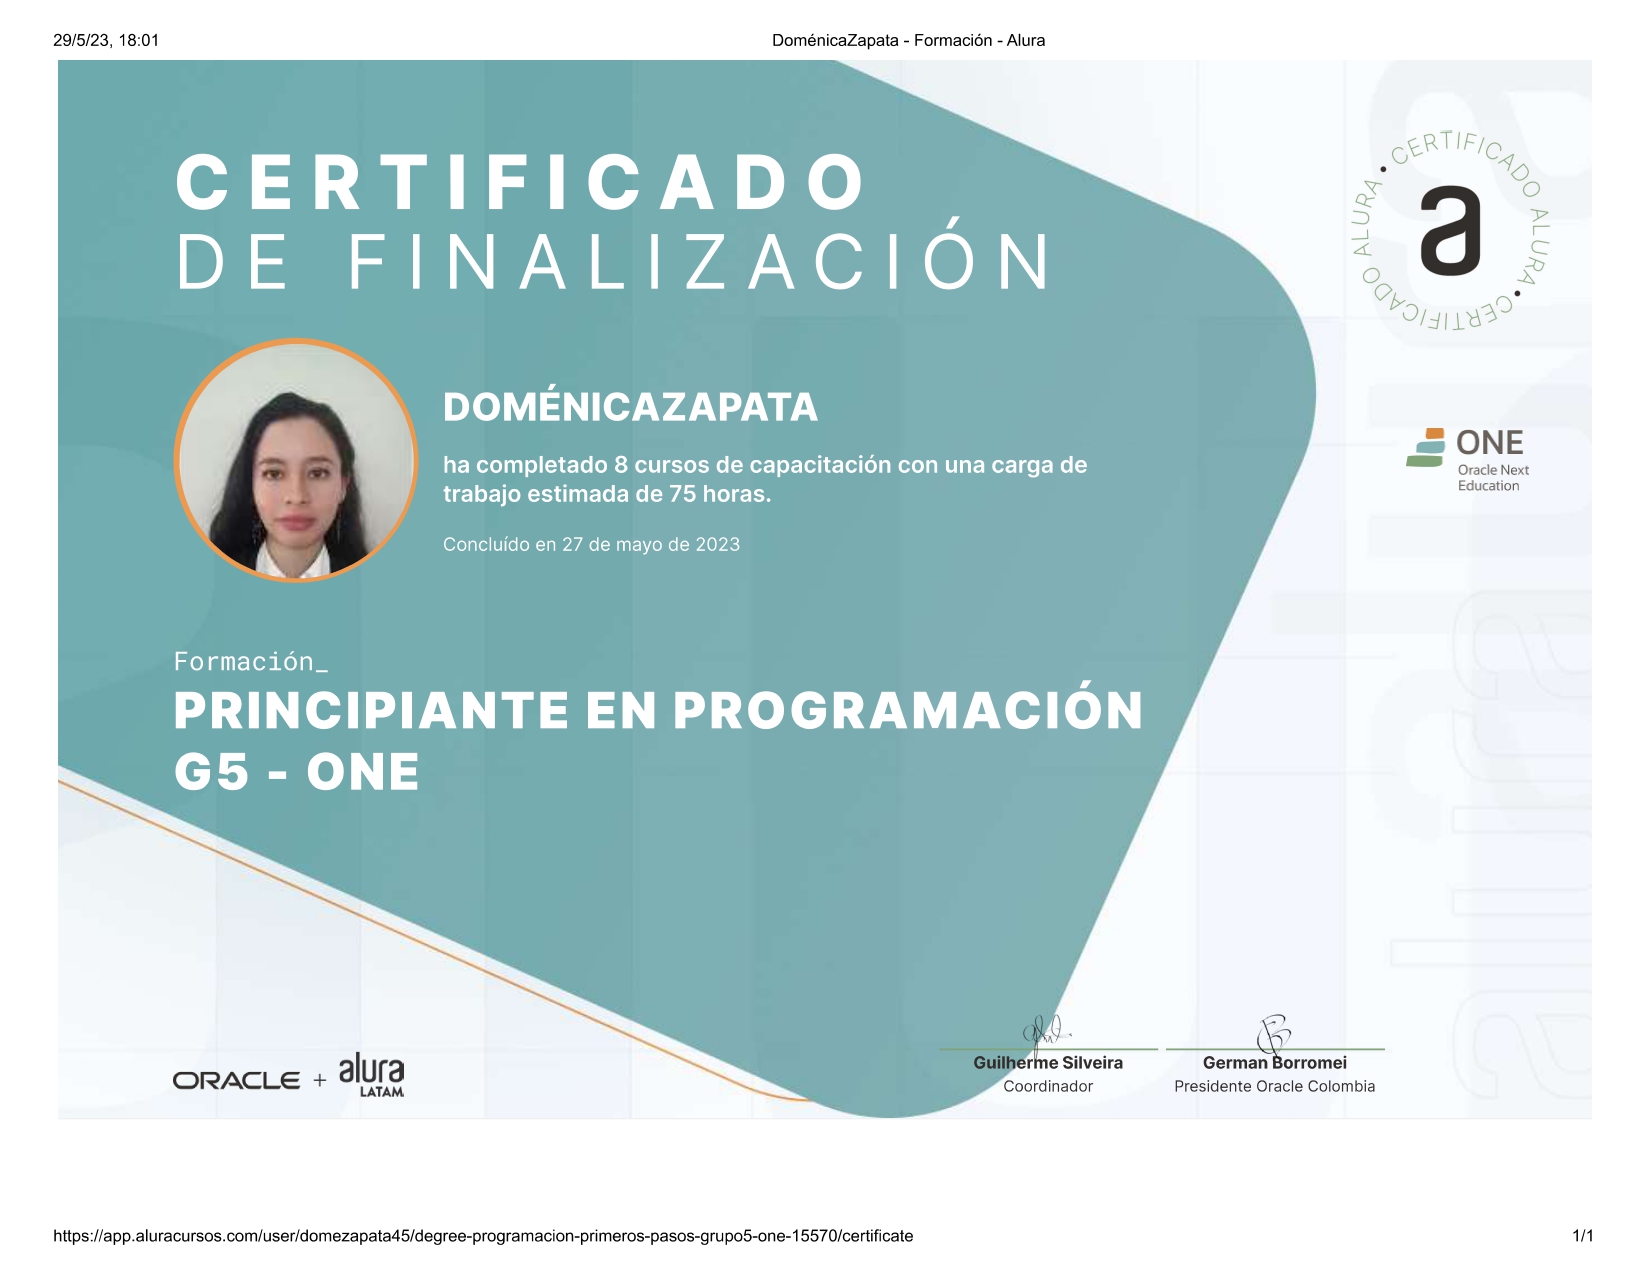 29/5/23, 18:01
DoménicaZapata - Formación - Alura
CERTIFICADO
DE FINALIZACIÓN
• CERTIFICADO ALURA • CERTIFICADO ALURA
a
DOMÉNICAZAPATA
ha completado 8 cursos de capacitación con una carga de
trabajo estimada de 75 horas.
Concluído en 27 de mayo de 2023
ONE
Oracle Next
Education
Formación_
PRINCIPIANTE EN PROGRAMACIÓN
G5 - ONE
ORACLE + alura
LATAM
Guilherme Silveira
Coordinador
German Borromei
Presidente Oracle Colombia
alura
alura
https://app.aluracursos.com/user/domezapata45/degree-programacion-primeros-pasos-grupo5-one-15570/certificate
1/1